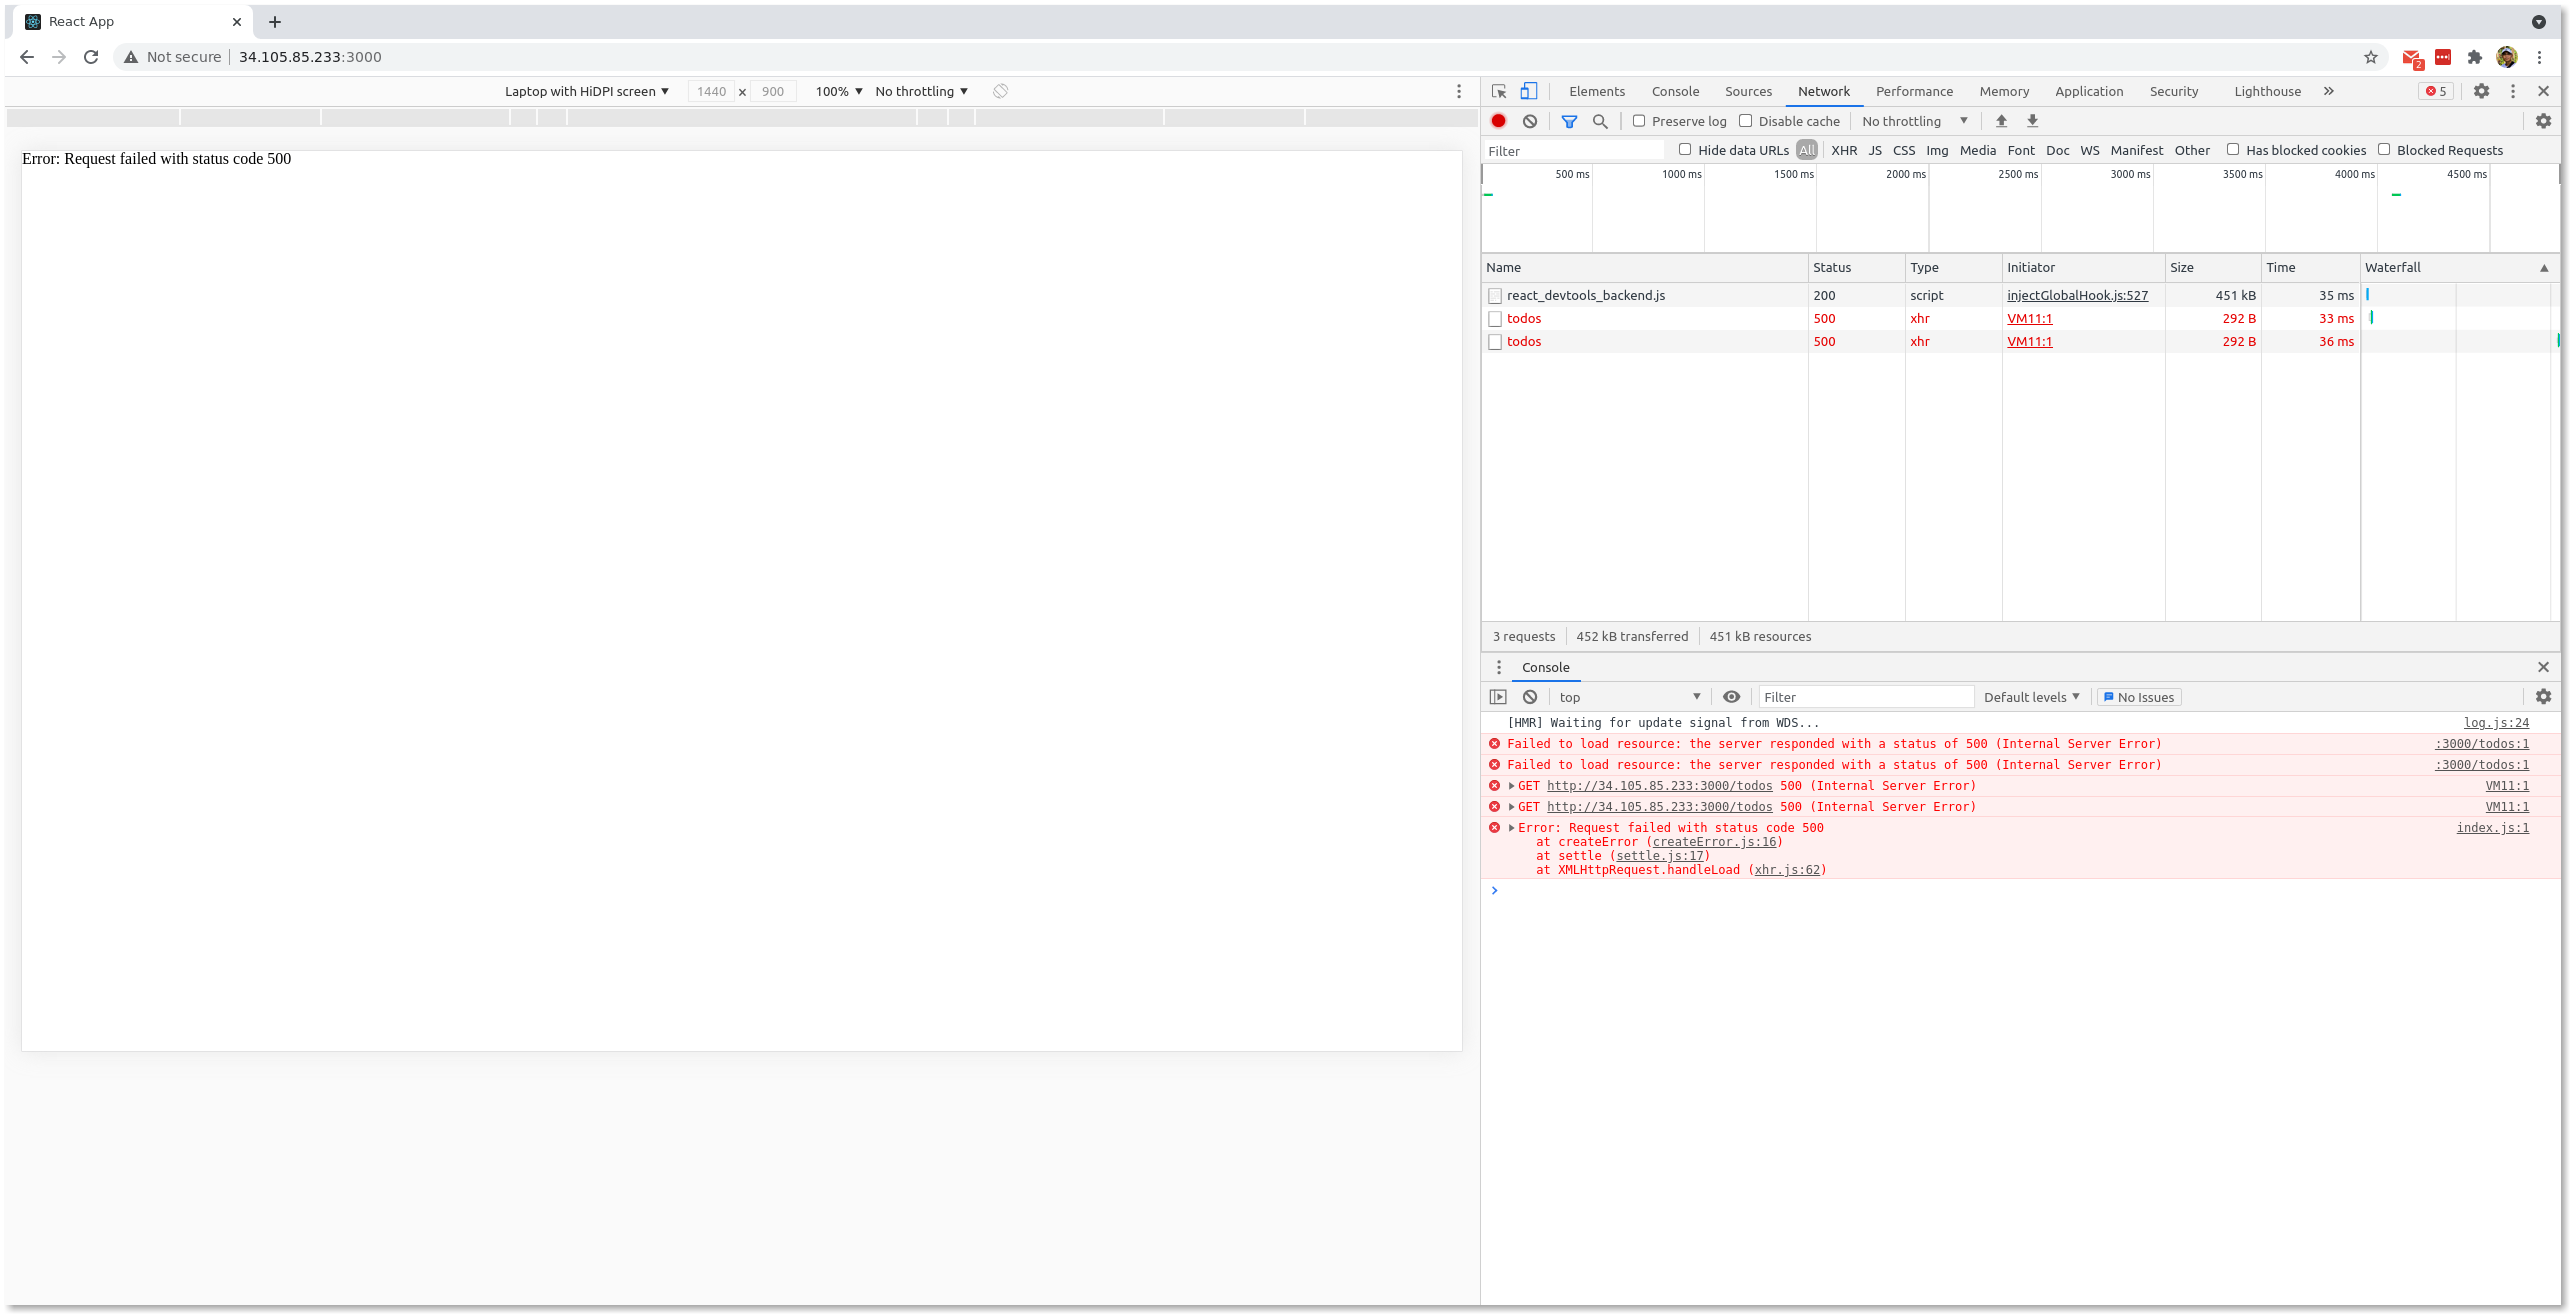 React App
Not secure 34.105.85.233:3000
2
Laptop with HiDPI screen 1440 x 900 100% No throttling
Error: Request failed with status code 500
Elements Console Sources Network Performance Memory Application Security Lighthouse 5
Preserve log Disable cache No throttling
Filter Hide data URLs All XHR JS CSS Img Media Font Doc WS Manifest Other Has blocked cookies Blocked Requests
500 ms 1000 ms 1500 ms 2000 ms 2500 ms 3000 ms 3500 ms 4000 ms 4500 ms
Name Status Type Initiator Size Time Waterfall
react_devtools_backend.js 200 script injectGlobalHook.js:527 451 kB 35 ms
todos 500 xhr VM11:1 292 B 33 ms
todos 500 xhr VM11:1 292 B 36 ms
3 requests 452 kB transferred 451 kB resources
Console
top Filter Default levels No Issues
[HMR] Waiting for update signal from WDS... log.js:24
Failed to load resource: the server responded with a status of 500 (Internal Server Error) :3000/todos:1
Failed to load resource: the server responded with a status of 500 (Internal Server Error) :3000/todos:1
GET http://34.105.85.233:3000/todos 500 (Internal Server Error) VM11:1
GET http://34.105.85.233:3000/todos 500 (Internal Server Error) VM11:1
Error: Request failed with status code 500 index.js:1
at createError (createError.js:16)
at settle (settle.js:17)
at XMLHttpRequest.handleLoad (xhr.js:62)